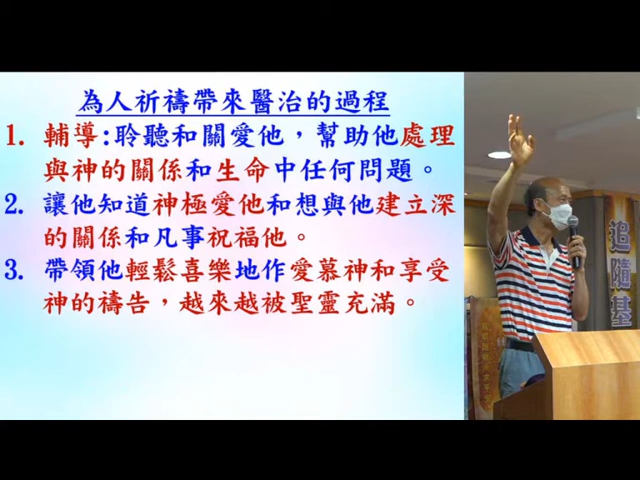 為人祈禱帶來醫治的過程
1. 輔導:聆聽和關愛他，幫助他處理
與神的關係和生命中任何問題。
2. 讓他知道神極愛他和想與他建立深
的關係和凡事祝福他。
3. 帶領他輕鬆喜樂地作愛慕神和享受
神的禱告，越來越被聖靈充滿。
追隨基